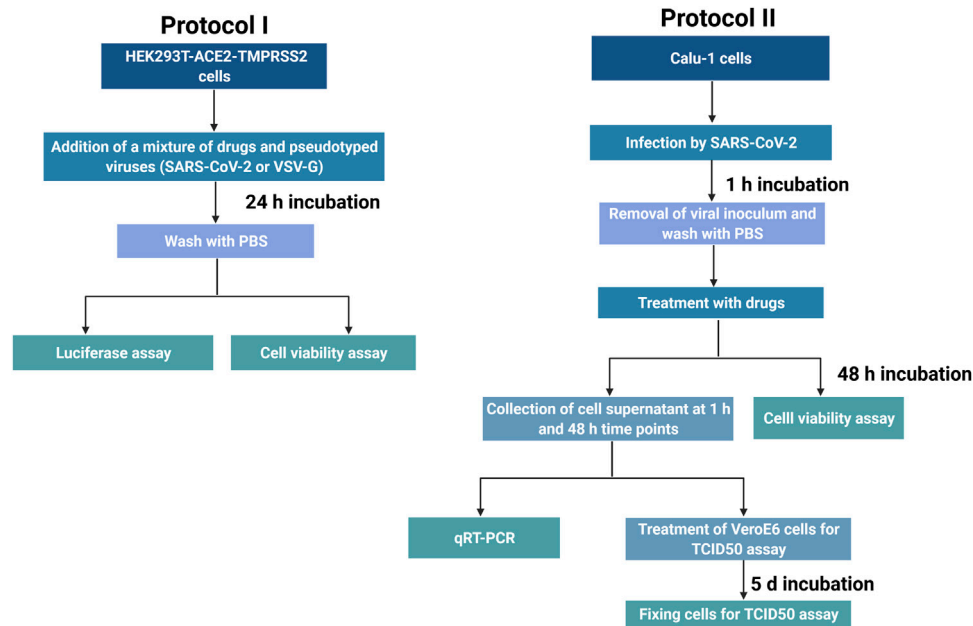 Protocol I
HEK293T-ACE2-TMPRSS2
cells
Addition of a mixture of drugs and pseudotyped
viruses (SARS-CoV-2 or VSV-G)
24 h incubation
Wash with PBS
Luciferase assay
Cell viability assay
Protocol II
Calu-1 cells
Infection by SARS-CoV-2
1 h incubation
Removal of viral inoculum and
wash with PBS
Treatment with drugs
48 h incubation
Collection of cell supernatant at 1 h
and 48 h time points
Celll viability assay
qRT-PCR
Treatment of VeroE6 cells for
TCID50 assay
5 d incubation
Fixing cells for TCID50 assay